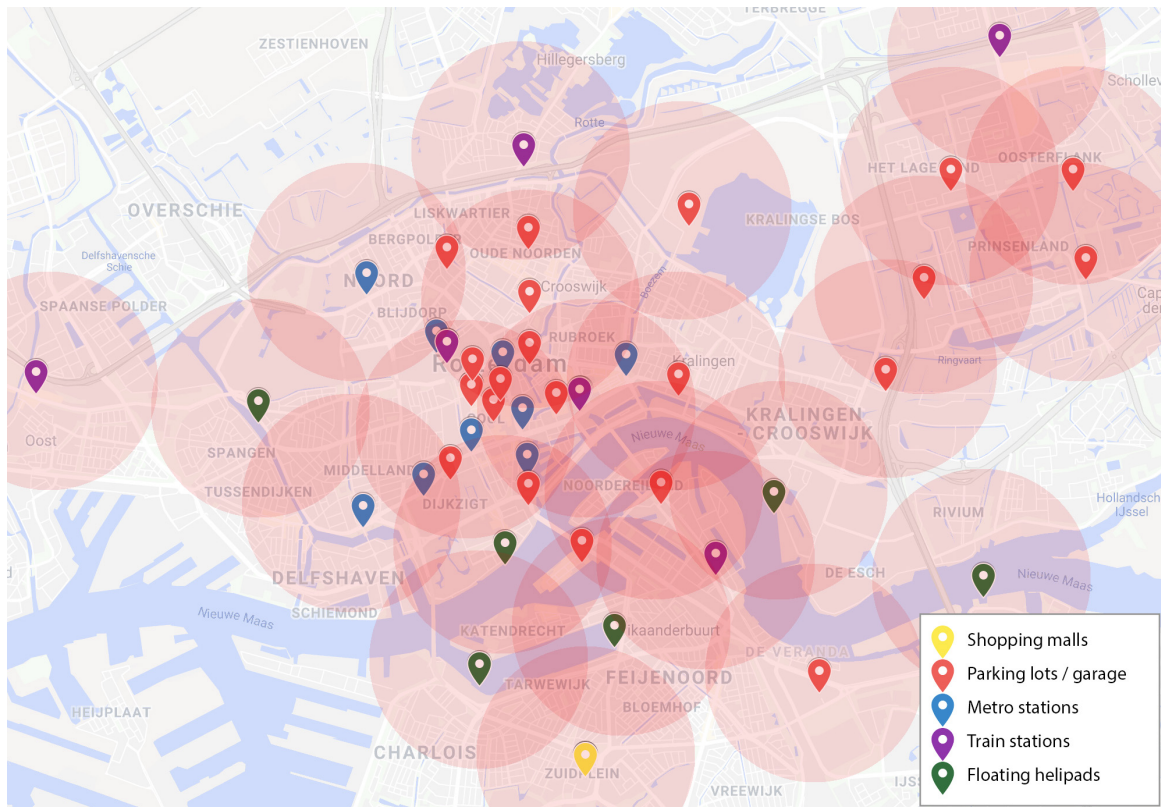 TERBREGGE
ZESTIENHOVEN
Hillegersberg
Rotte
HET LAGE LAND
OOSTERFLANK
OVERSCHIE
LISKWARTIER
KRALINGSE BOS
BERGPOLDER
OUDE NOORDEN
PRINSENLAND
Delfshavensche
Schie
NOORD
Crooswijk
Boezem
SPAANSE POLDER
BLIJDORP
RUBROEK
Rotterdam
Kralingen
Ringvaart
KRALINGEN
-CROOSWIJK
COOL
Oost
SPANGEN
Nieuwe Maas
MIDDELLAND
TUSSENDIJKEN
DIJKZIGT
NOORDEREILAND
RIVIUM
Hollandsch
IJssel
DELFSHAVEN
DE ESCH
Nieuwe Maas
SCHIEMOND
Nieuwe Maas
KATENDRECHT
ikaanderbuurt
DE VERANDA
TARWEWIJK
FEIJENOORD
BLOEMHOF
HEIJPLAAT
CHARLOIS
ZUIDPLEIN
VREEWIJK
Shopping malls
Parking lots / garage
Metro stations
Train stations
Floating helipads